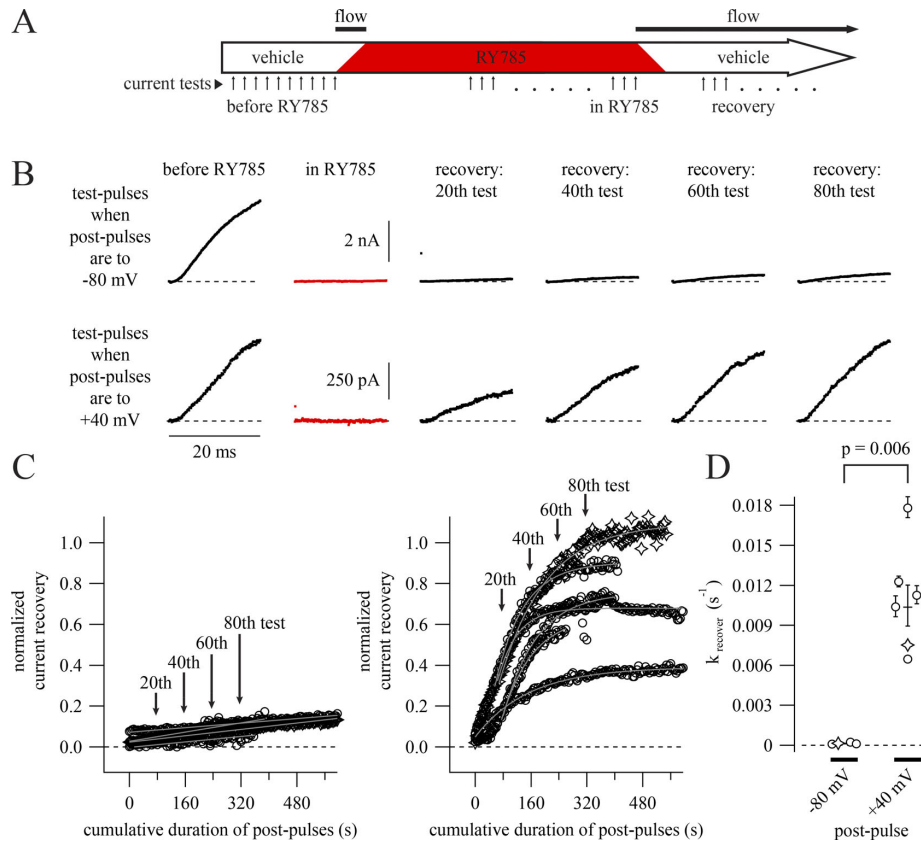 A
flow
flow
vehicle
RY785
vehicle
current tests
before RY785
in RY785
recovery
B
before RY785
in RY785
recovery:
20th test
recovery:
40th test
recovery:
60th test
recovery:
80th test
test-pulses
when
post-pulses
are to
-80 mV
2 nA
test-pulses
when
post-pulses
are to
+40 mV
250 pA
20 ms
C
normalized
current recovery
1.0
0.8
0.6
0.4
0.2
0.0
20th
40th
60th
80th test
0
160
320
480
cumulative duration of post-pulses (s)
normalized
current recovery
1.0
0.8
0.6
0.4
0.2
0.0
20th
40th
60th
80th test
0
160
320
480
cumulative duration of post-pulses (s)
D
p = 0.006
k recover (s-1)
0.018
0.015
0.012
0.009
0.006
0.003
0
-80 mV
+40 mV
post-pulse